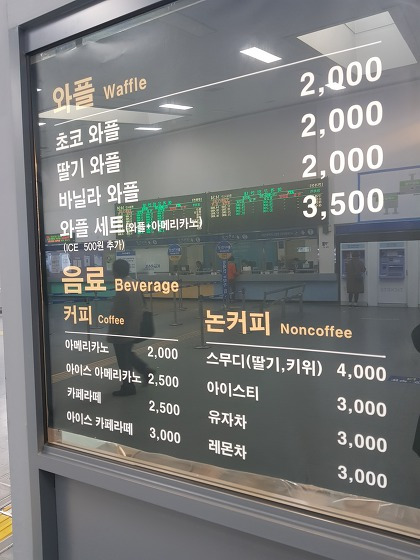 와플 Waffle
초코 와플 2,000
딸기 와플 2,000
바닐라 와플 2,000
와플 세트(와플+아메리카노) 3,500
(ICE 500원 추가)
음료 Beverage
커피 Coffee
아메리카노 2,000
아이스 아메리카노 2,500
카페라떼 2,500
아이스 카페라떼 3,000
논커피 Noncoffee
스무디(딸기,키위) 4,000
아이스티 3,000
유자차 3,000
레몬차 3,000